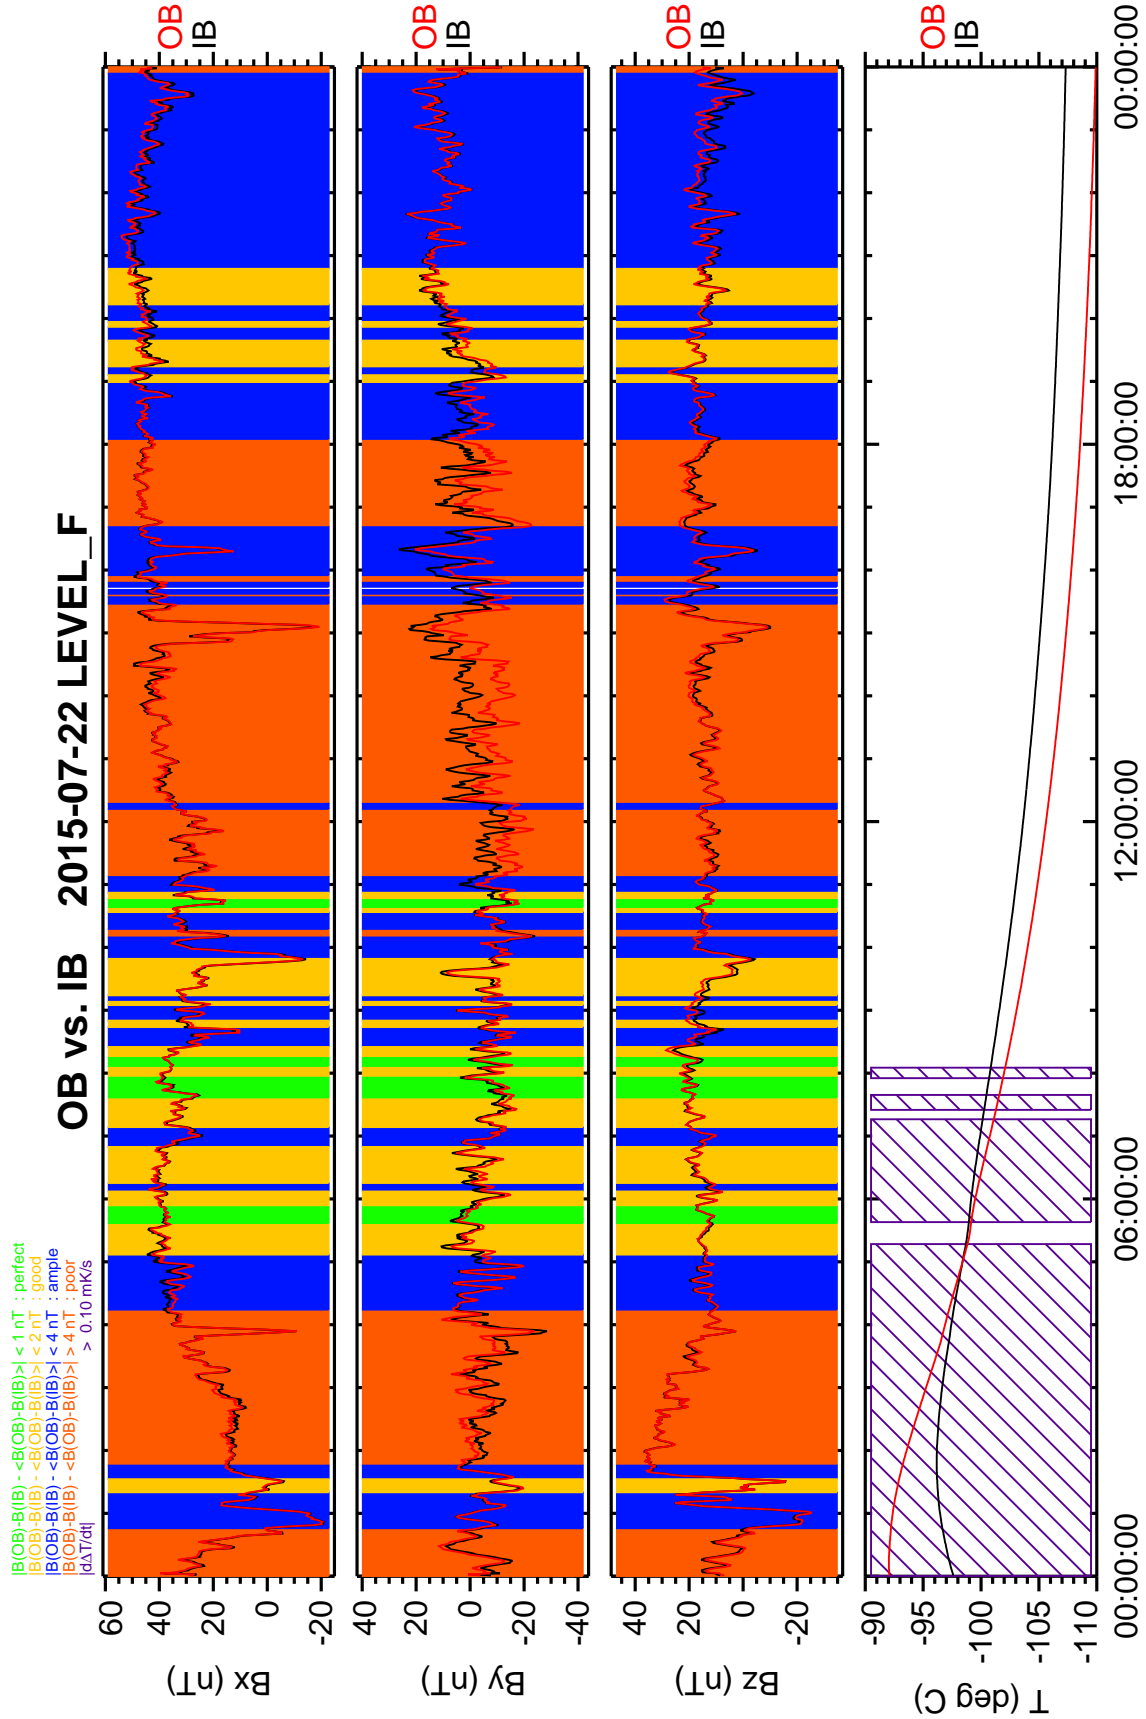 |B(OB)-B(IB) - <B(OB)-B(IB)>| < 1 nT : perfect
|B(OB)-B(IB) - <B(OB)-B(IB)>| < 2 nT : good
|B(OB)-B(IB) - <B(OB)-B(IB)>| < 4 nT : ample
|B(OB)-B(IB) - <B(OB)-B(IB)>| > 4 nT : poor
|dΔT/dt| > 0.10 mK/s
OB vs. IB 2015-07-22 LEVEL_F
Bx (nT)
60
40
20
0
-20
OB
IB
By (nT)
40
20
0
-20
-40
OB
IB
Bz (nT)
40
20
0
-20
OB
IB
T (deg C)
-90
-95
-100
-105
-110
OB
IB
00:00:00
06:00:00
12:00:00
18:00:00
00:00:00